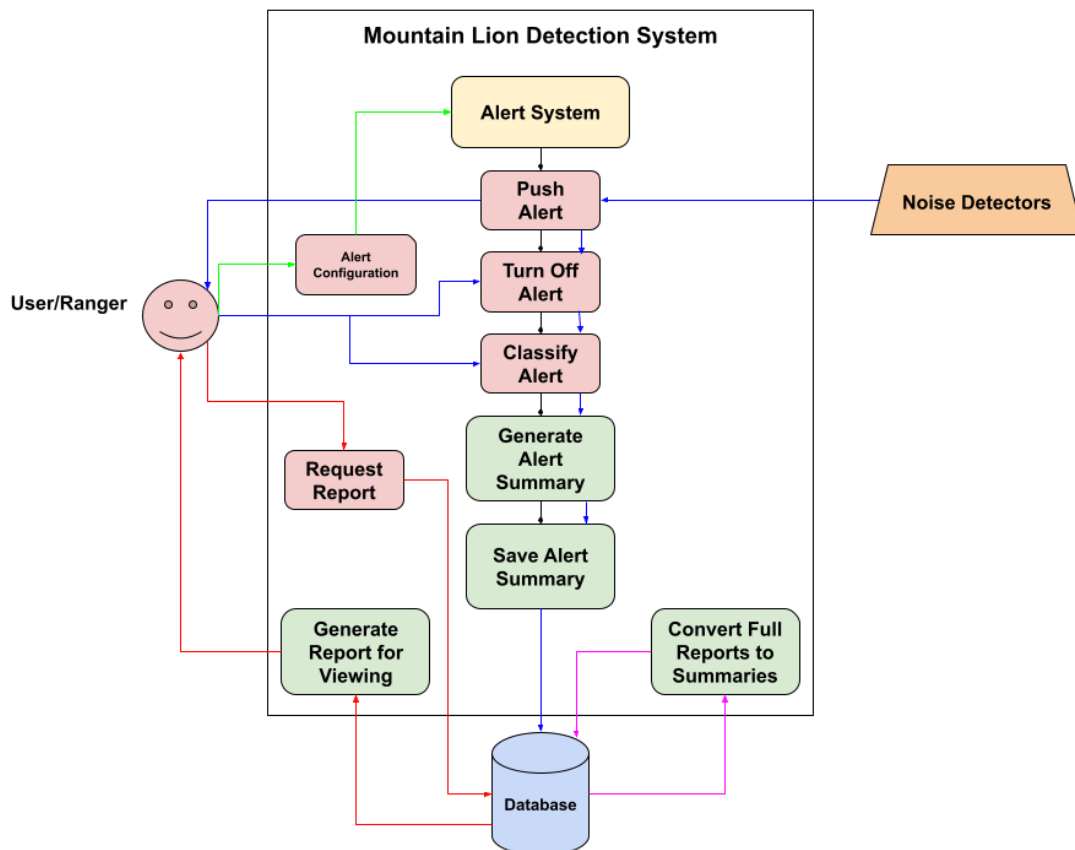 Mountain Lion Detection System
Alert System
Push
Alert
Noise Detectors
Alert
Configuration
Turn Off
Alert
User/Ranger
Classify
Alert
Generate
Alert
Summary
Request
Report
Save Alert
Summary
Generate
Report for
Viewing
Convert Full
Reports to
Summaries
Database